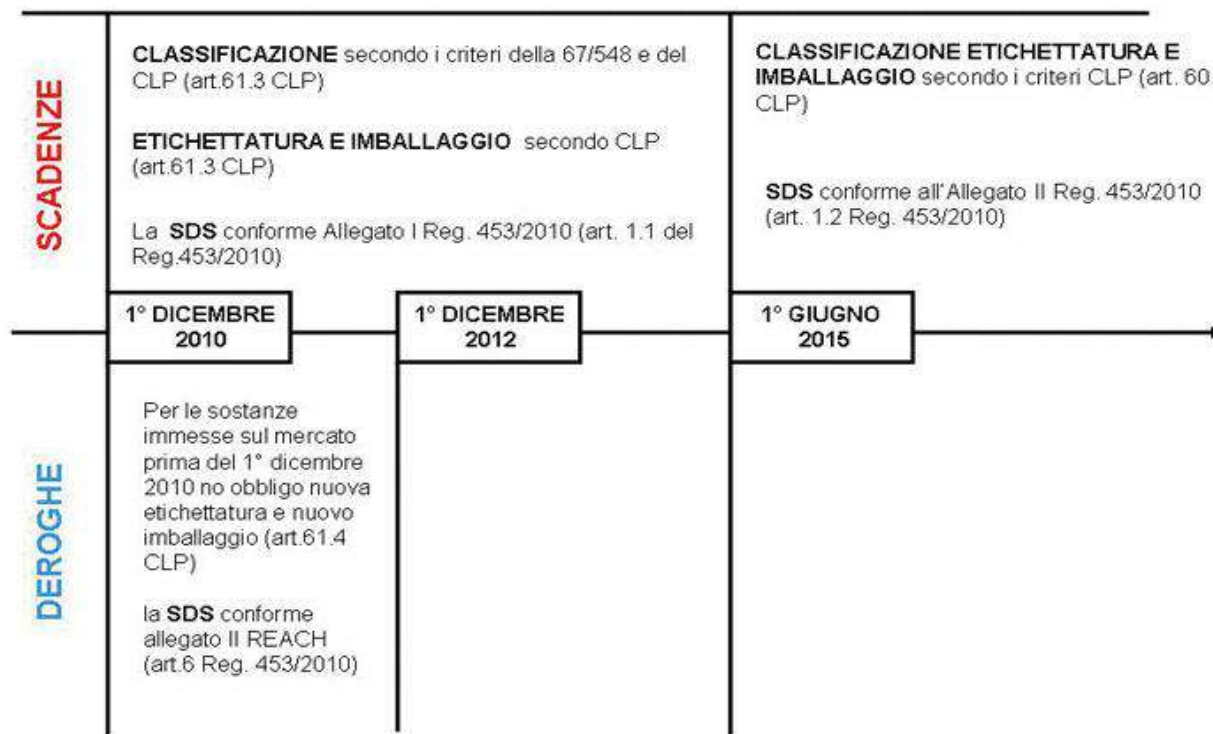 SCADENZE
CLASSIFICAZIONE secondo i criteri della 67/548 e del
CLP (art.61.3 CLP)
ETICHETTATURA E IMBALLAGGIO secondo CLP
(art.61.3 CLP)
La SDS conforme Allegato I Reg. 453/2010 (art. 1.1 del
Reg.453/2010)
CLASSIFICAZIONE ETICHETTATURA E
IMBALLAGGIO secondo i criteri CLP (art. 60
CLP)
SDS conforme all'Allegato II Reg. 453/2010
(art. 1.2 Reg. 453/2010)
1° DICEMBRE
2010
1° DICEMBRE
2012
1° GIUGNO
2015
DEROGHE
Per le sostanze
immesse sul mercato
prima del 1° dicembre
2010 no obbligo nuova
etichettatura e nuovo
imballaggio (art.61.4
CLP)
la SDS conforme
allegato II REACH
(art.6 Reg. 453/2010)